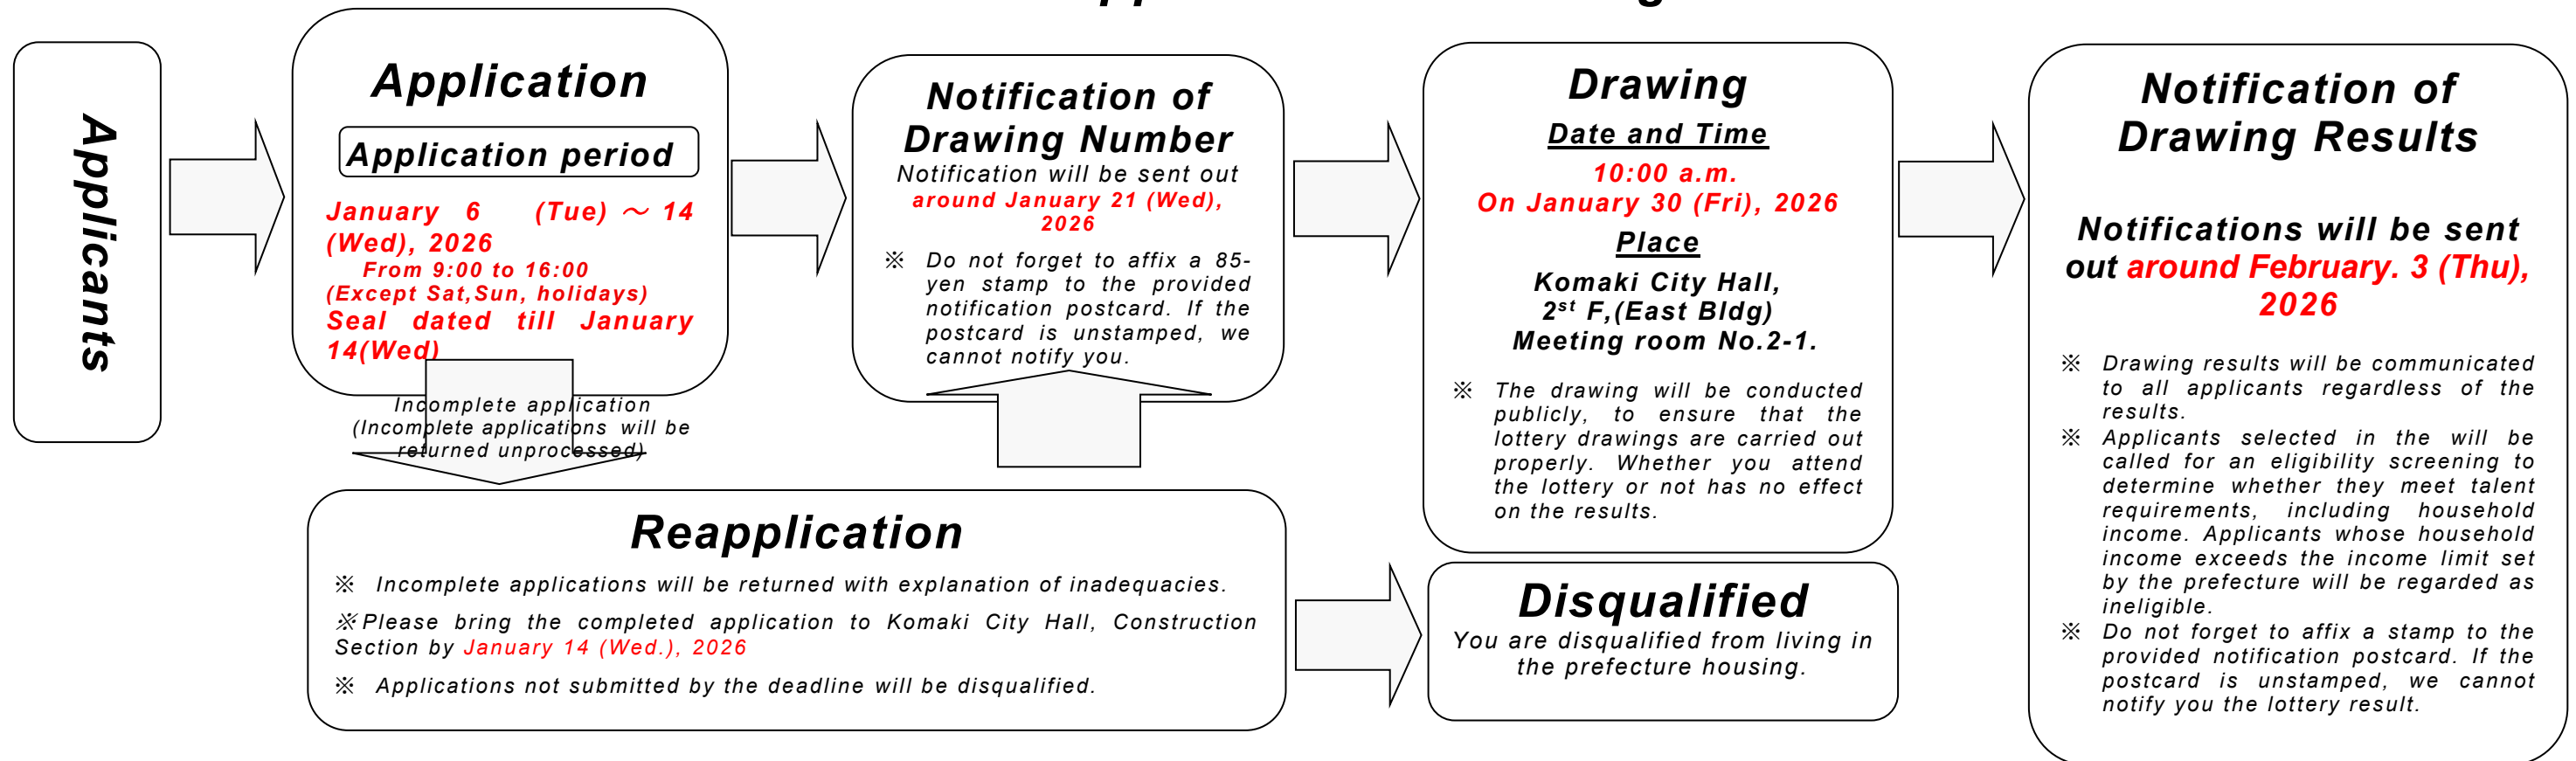 Applicants
Application
Application period
January 6 (Tue) ～ 14
(Wed), 2026
From 9:00 to 16:00
(Except Sat,Sun, holidays)
Seal dated till January
14(Wed)
Incomplete application
(Incomplete applications will be
returned unprocessed)
Notification of
Drawing Number
Notification will be sent out
around January 21 (Wed),
2026
※ Do not forget to affix a 85-
yen stamp to the provided
notification postcard. If the
postcard is unstamped, we
cannot notify you.
Reapplication
※ Incomplete applications will be returned with explanation of inadequacies.
※Please bring the completed application to Komaki City Hall, Construction
Section by January 14 (Wed.), 2026
※ Applications not submitted by the deadline will be disqualified.
Drawing
Date and Time
10:00 a.m.
On January 30 (Fri), 2026
Place
Komaki City Hall,
2st F,(East Bldg)
Meeting room No.2-1.
※ The drawing will be conducted
publicly, to ensure that the
lottery drawings are carried out
properly. Whether you attend
the lottery or not has no effect
on the results.
Disqualified
You are disqualified from living in
the prefecture housing.
Notification of
Drawing Results
Notifications will be sent
out around February. 3 (Thu),
2026
※ Drawing results will be communicated
to all applicants regardless of the
results.
※ Applicants selected in the will be
called for an eligibility screening to
determine whether they meet talent
requirements, including household
income. Applicants whose household
income exceeds the income limit set
by the prefecture will be regarded as
ineligible.
※ Do not forget to affix a stamp to the
provided notification postcard. If the
postcard is unstamped, we cannot
notify you the lottery result.